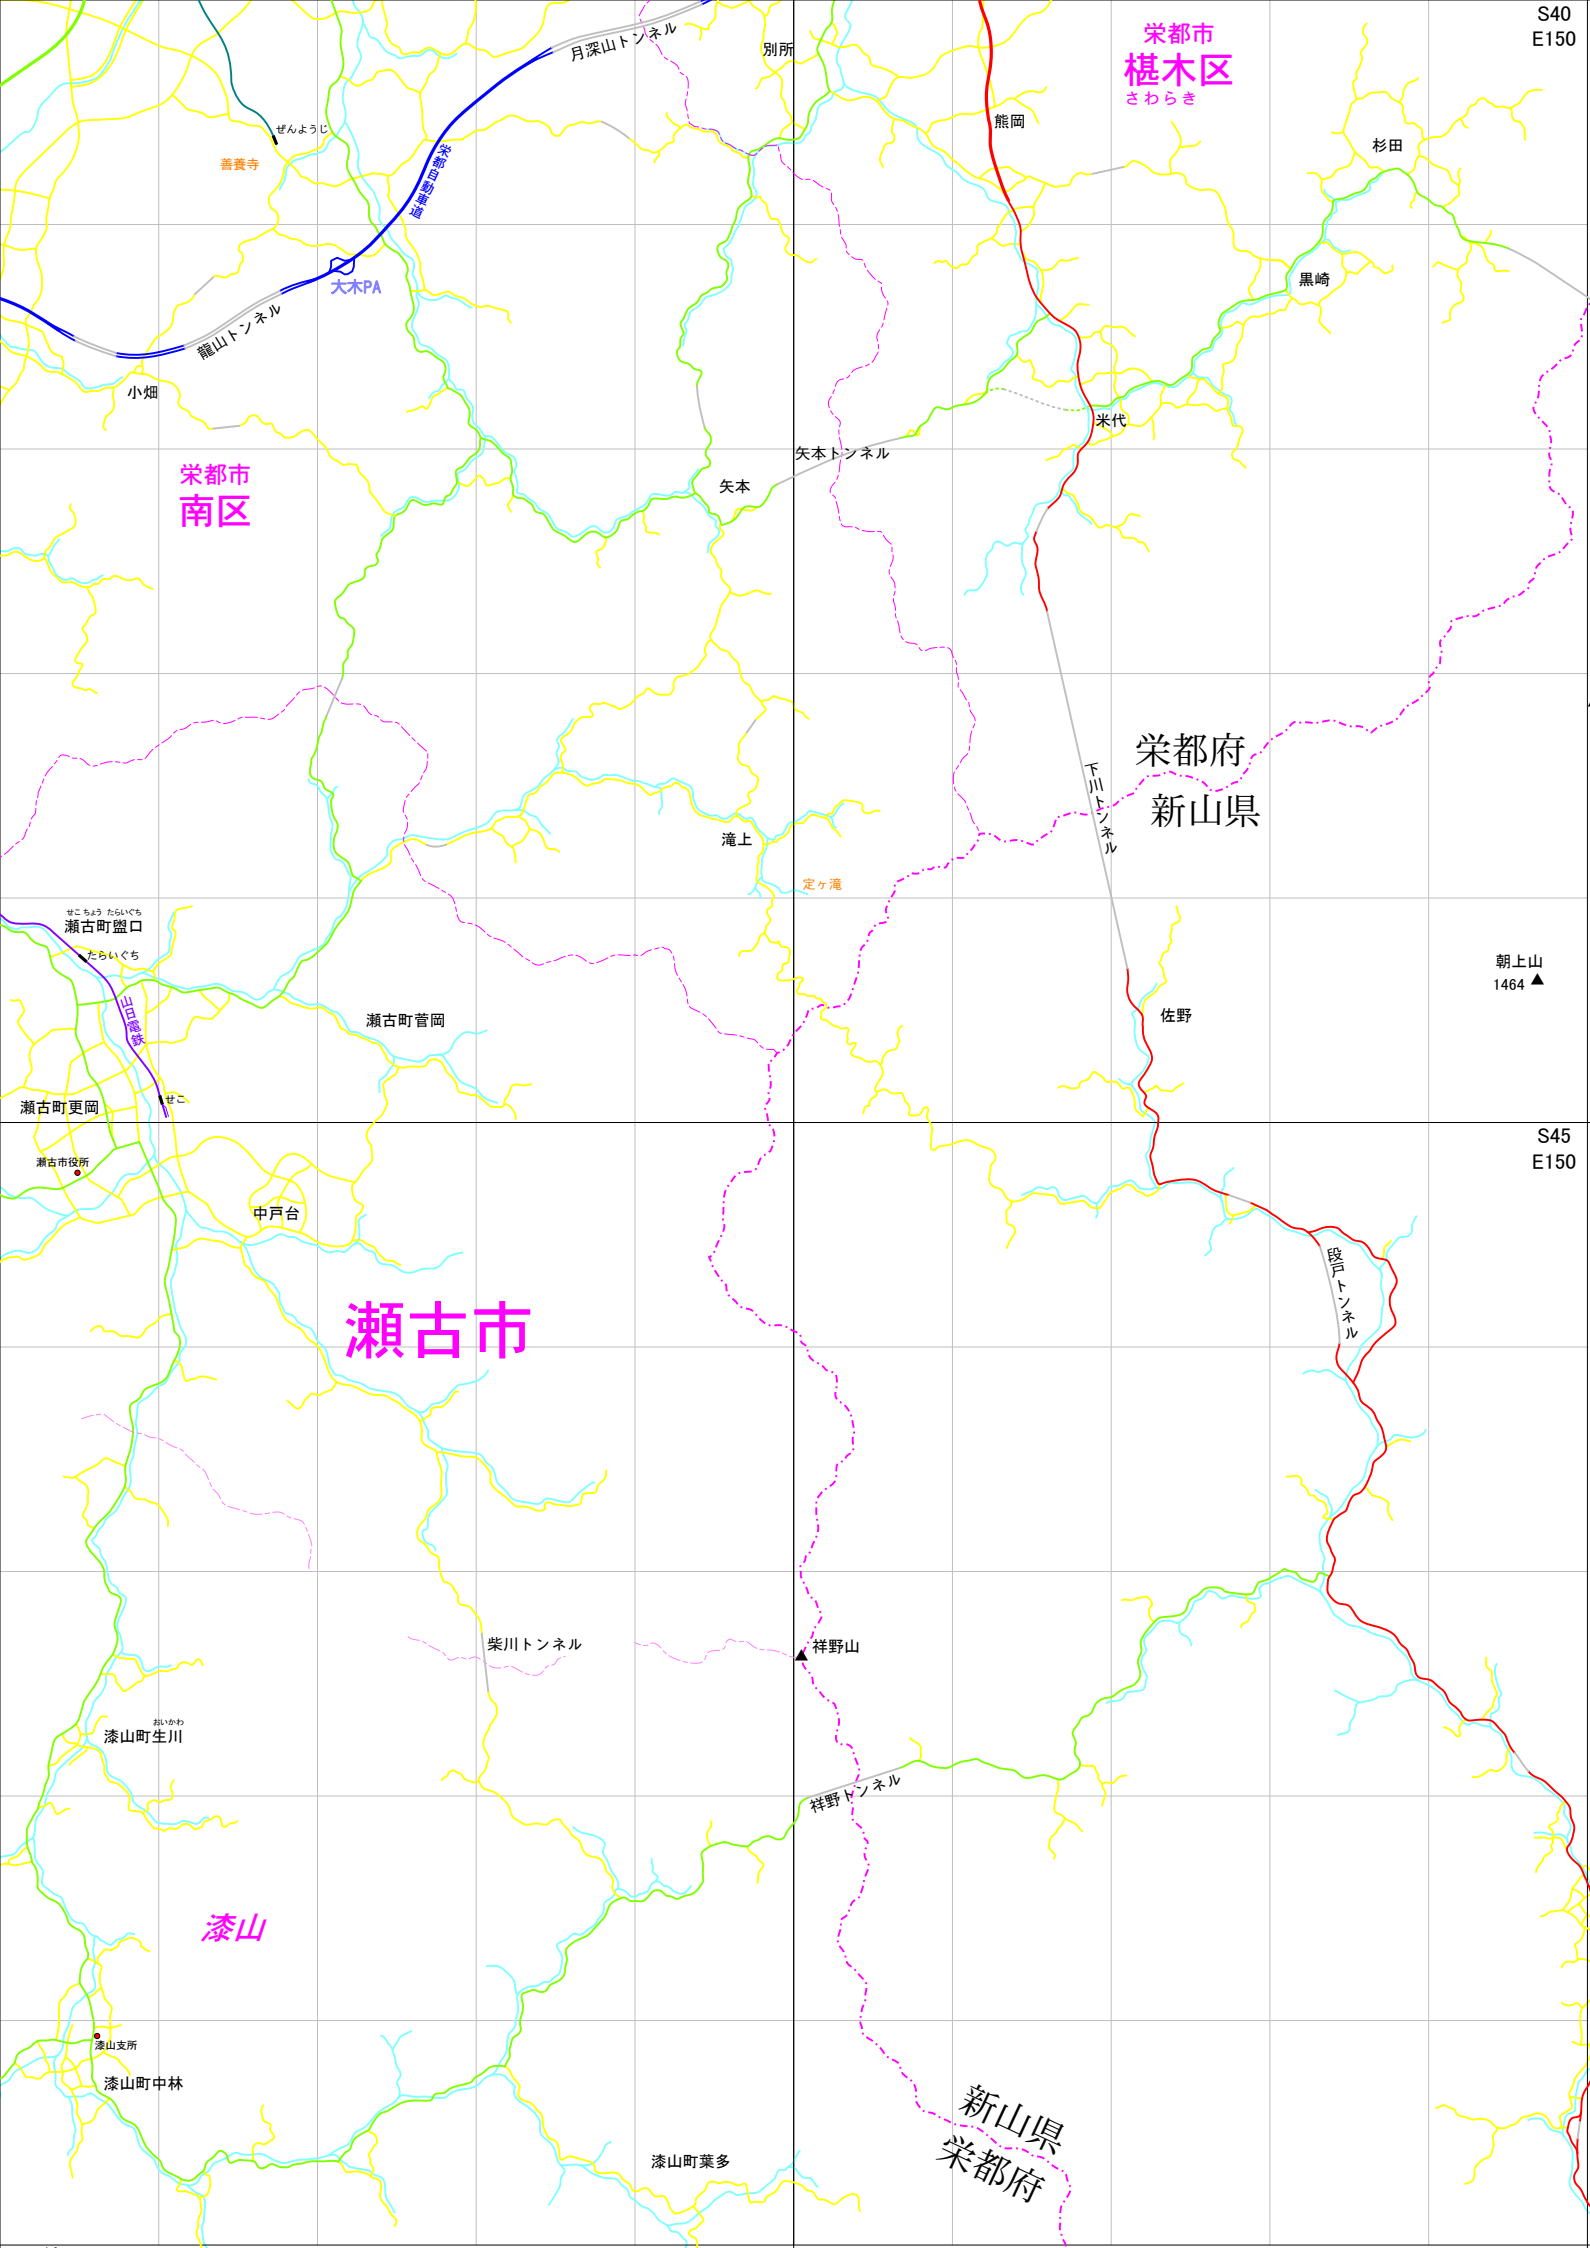 S40
E150
栄都市
椹木区
さわらき
月深山トンネル
別所
熊岡
杉田
ぜんようじ
善養寺
栄都自動車道
大木PA
黒崎
龍山トンネル
小畑
米代
矢本トンネル
矢本
栄都市
南区
栄都府
新山県
下川トンネル
滝上
定ヶ滝
せこちょう たらいぐち
瀬古町盥口
たらいぐち
朝上山
1464
山日電鉄
瀬古町菅岡
佐野
せこ
瀬古町更岡
S45
E150
瀬古市役所
中戸台
段戸トンネル
瀬古市
柴川トンネル
祥野山
おいかわ
漆山町生川
祥野トンネル
漆山
漆山支所
漆山町中林
新山県
栄都府
漆山町葉多